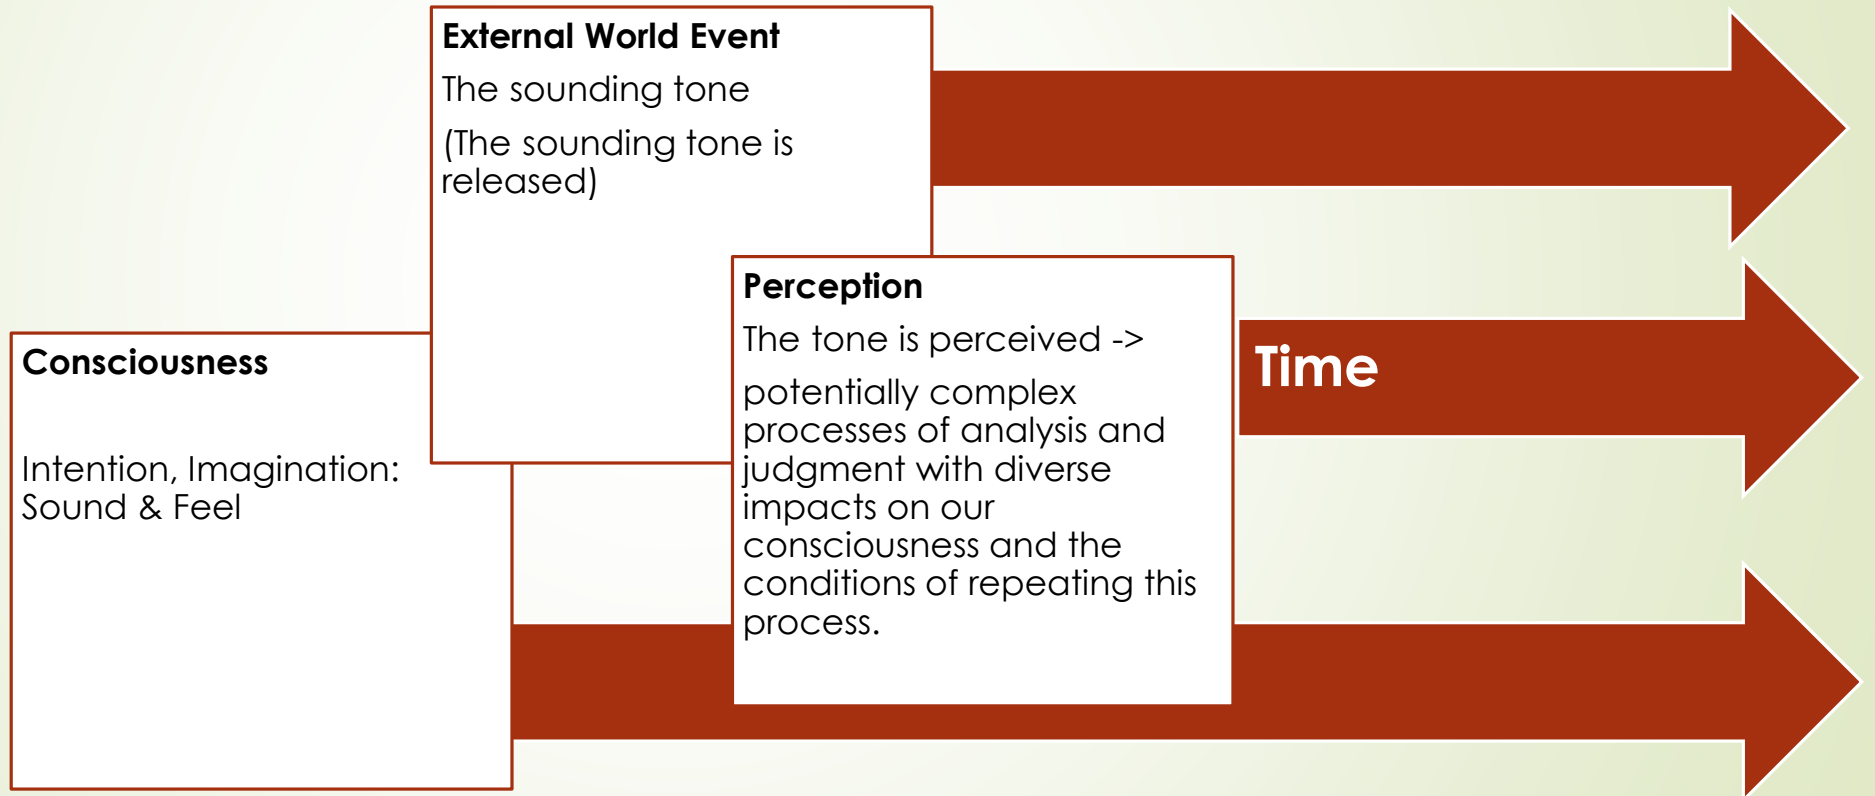 External World Event
The sounding tone
(The sounding tone is
released)
Consciousness
Intention, Imagination:
Sound & Feel
Perception
The tone is perceived ->
potentially complex
processes of analysis and
judgment with diverse
impacts on our
consciousness and the
conditions of repeating this
process.
Time